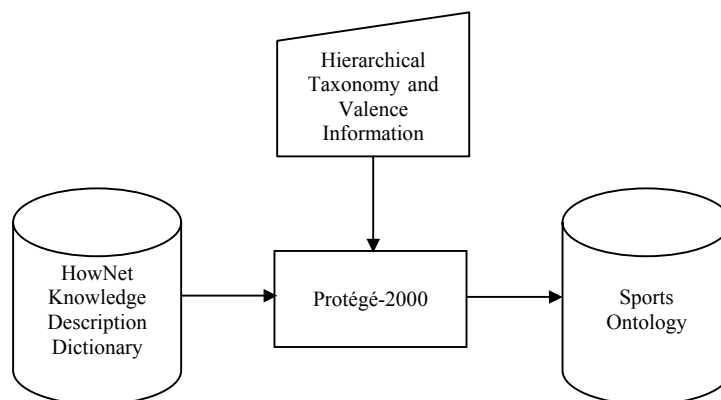 Hierarchical
Taxonomy and
Valence
Information
HowNet
Knowledge
Description
Dictionary
Protégé-2000
Sports
Ontology